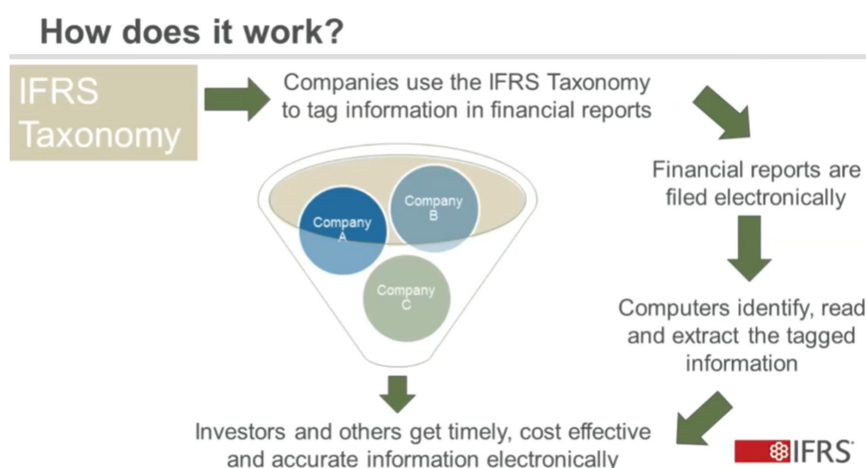 How does it work?
IFRS
Taxonomy
Companies use the IFRS Taxonomy
to tag information in financial reports
Financial reports are
filed electronically
Company
A
Company
B
Company
C
Computers identify, read
and extract the tagged
information
Investors and others get timely, cost effective
and accurate information electronically
IFRS